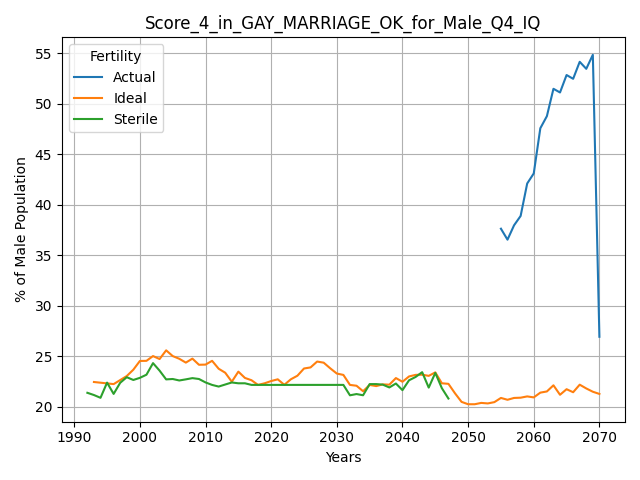 Score_4_in_GAY_MARRIAGE_OK_for_Male_Q4_IQ
Fertility
Actual
Ideal
Sterile
% of Male Population
55
50
45
40
35
30
25
20
1990 2000 2010 2020 2030 2040 2050 2060 2070
Years